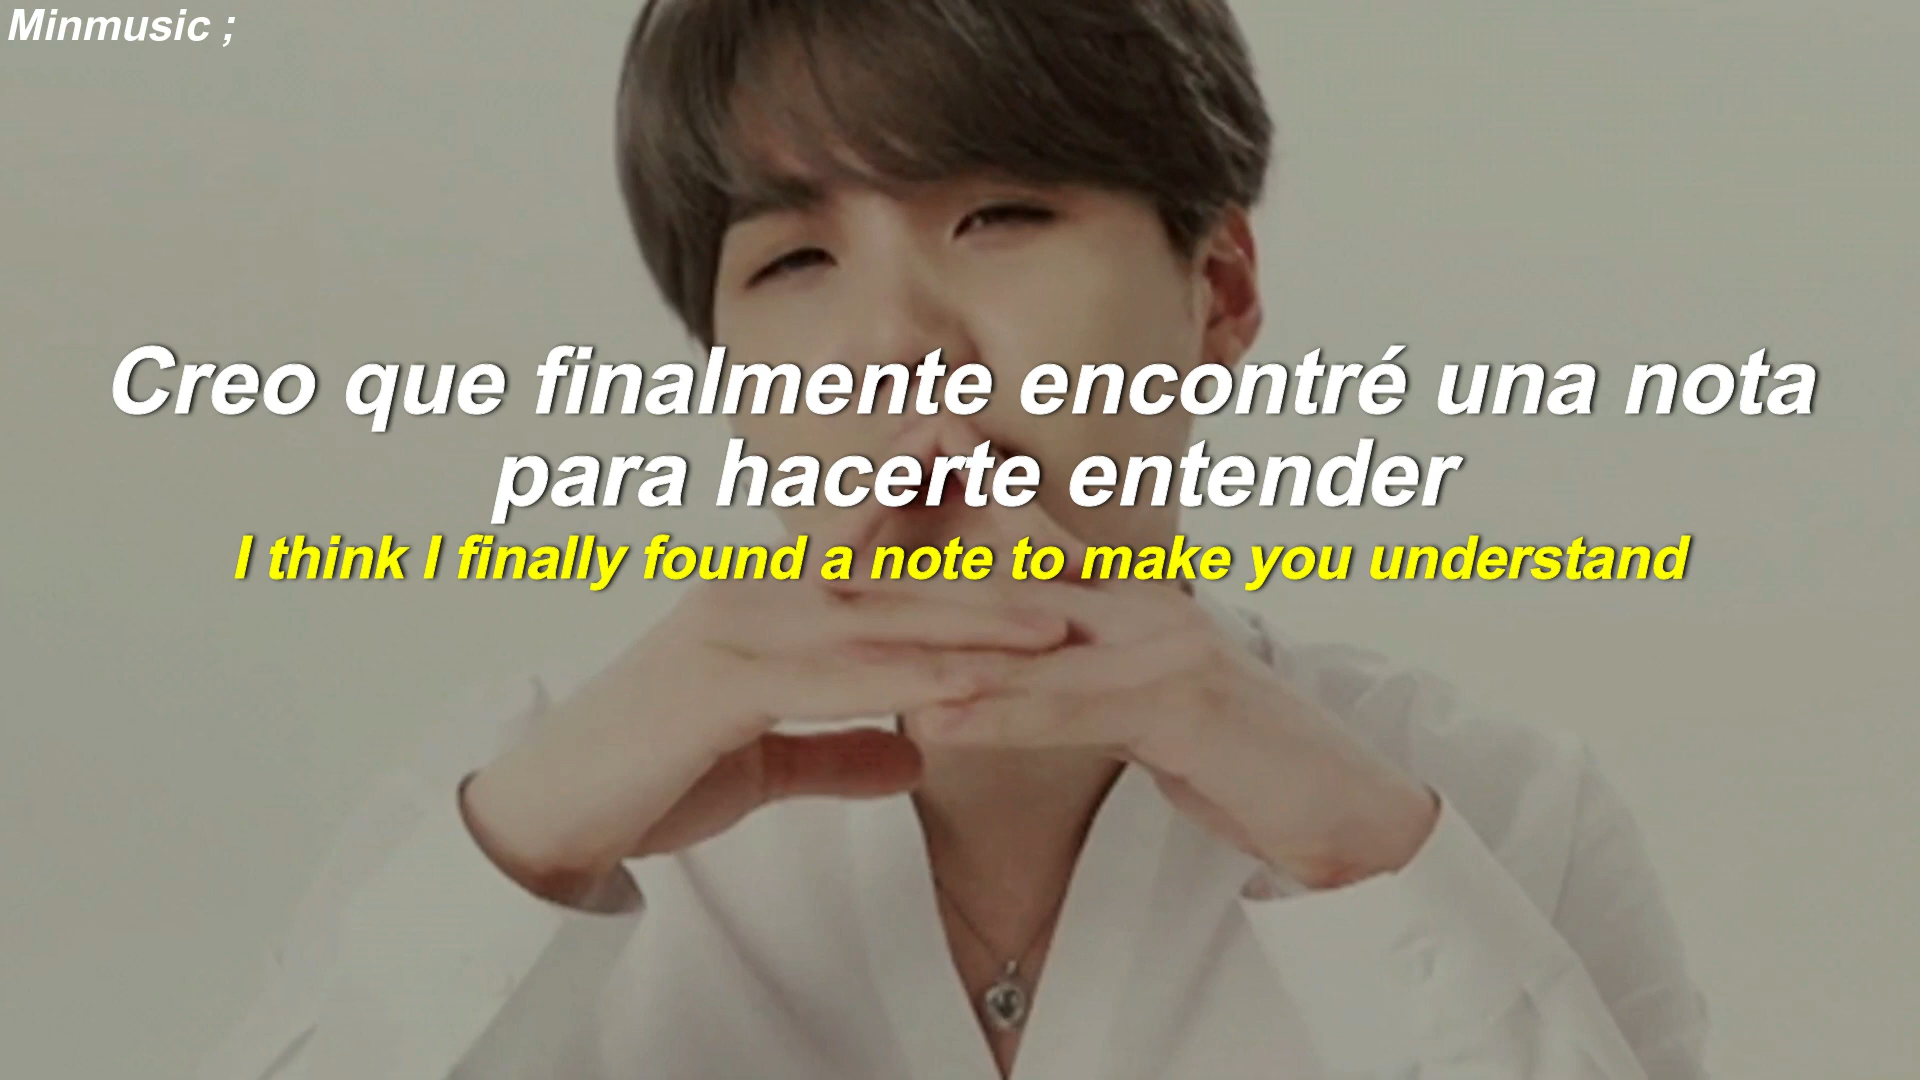 Minmusic ;
Creo que finalmente encontré una nota
para hacerte entender
I think I finally found a note to make you understand